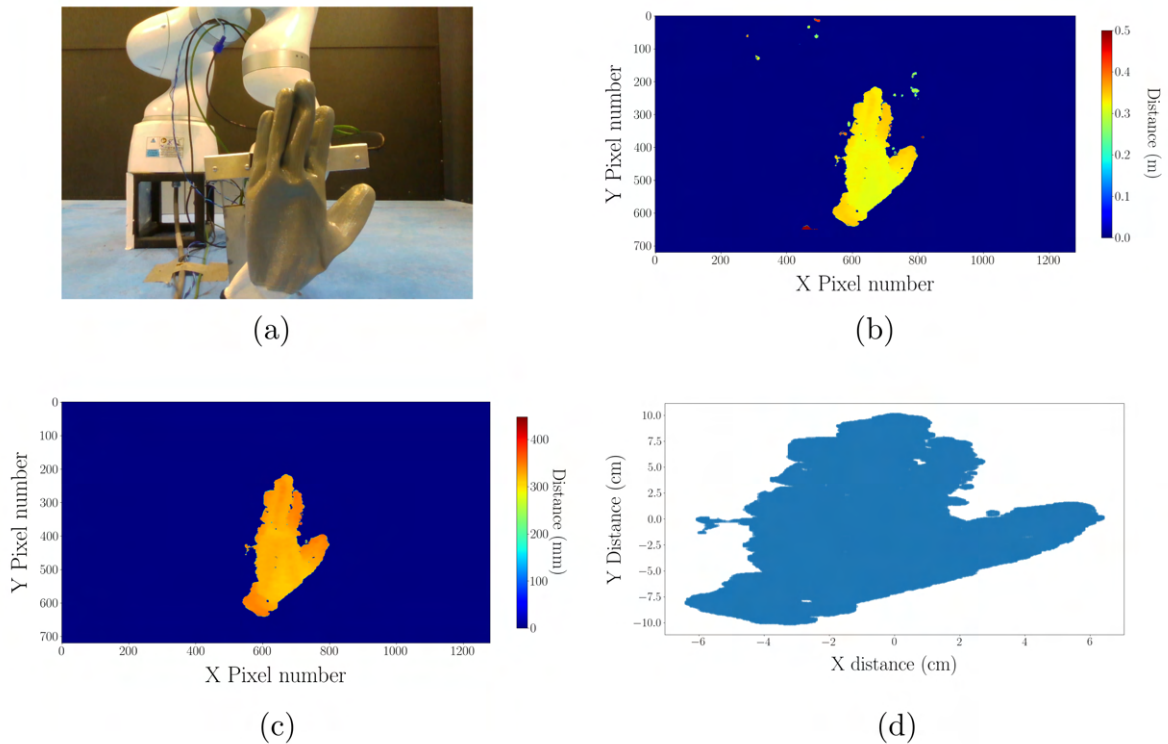 (a)
0
100
200
300
400
500
600
700
Y Pixel number
0 200 400 600 800 1000 1200
X Pixel number
0.5
0.4
0.3
0.2
0.1
0.0
Distance (m)
(b)
0
100
200
300
400
500
600
700
Y Pixel number
0 200 400 600 800 1000 1200
X Pixel number
400
300
200
100
0
Distance (mm)
(c)
10.0
7.5
5.0
2.5
0.0
−2.5
−5.0
−7.5
−10.0
Y Distance (cm)
−6 −4 −2 0 2 4 6
X distance (cm)
(d)